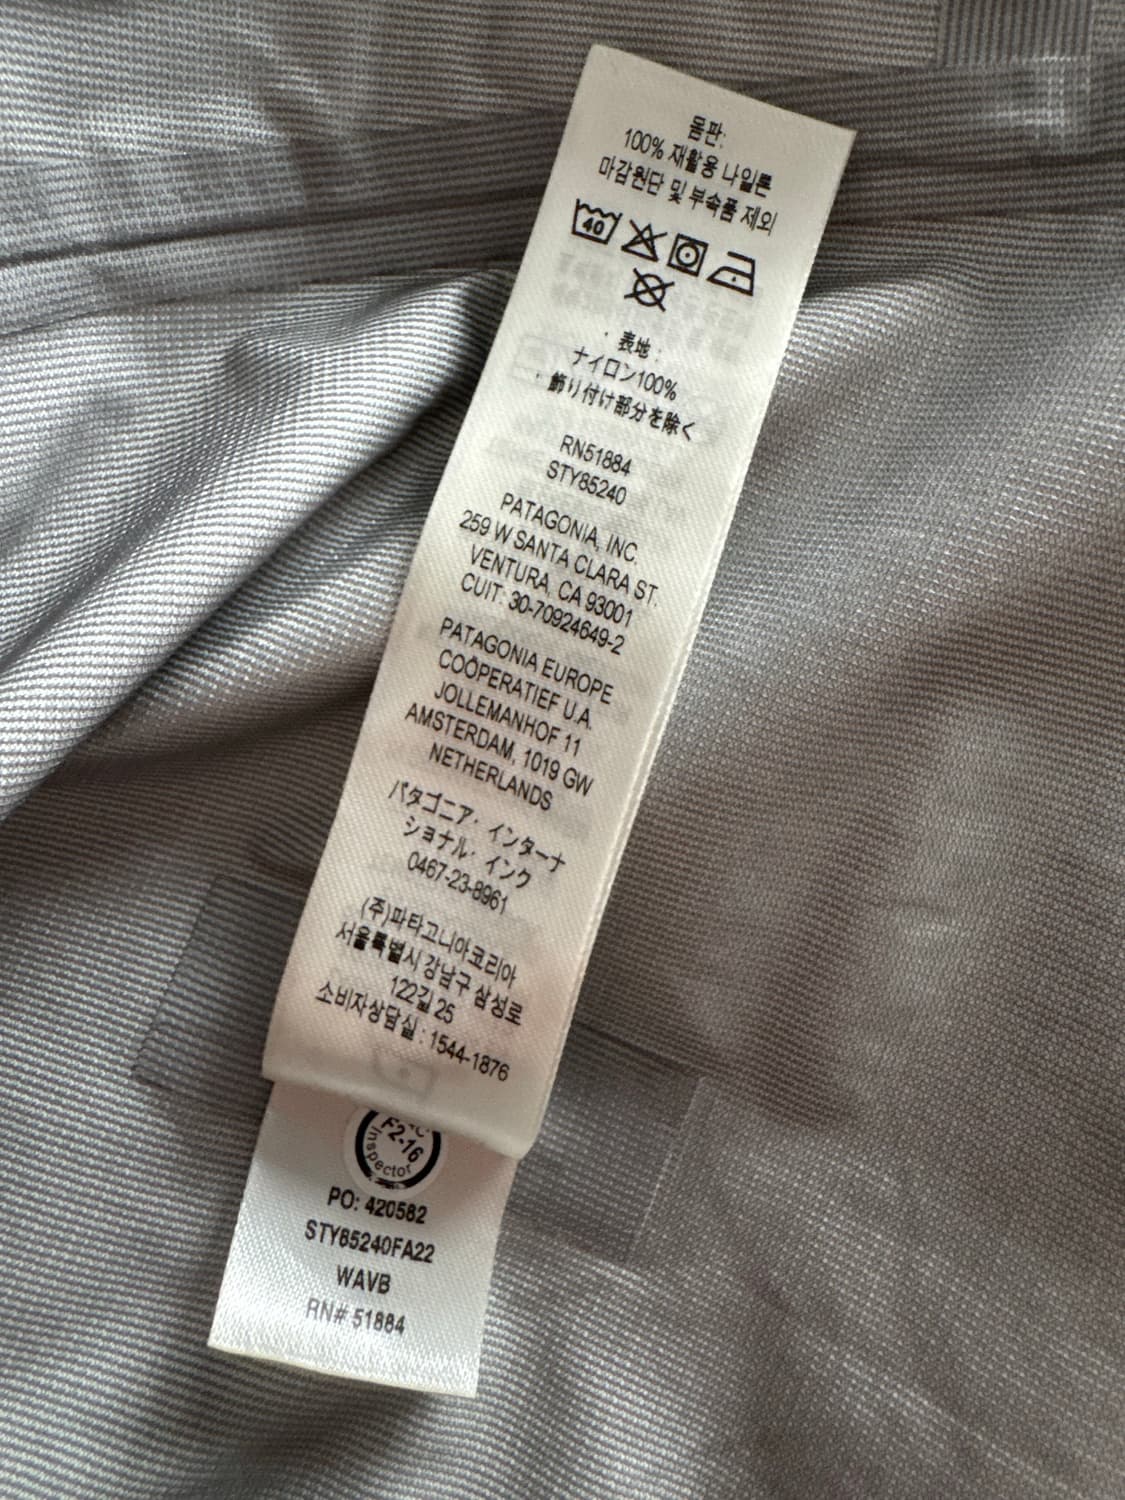 몸판:
100% 재활용 나일론
마감원단 및 부속품 제외
40
· 表地 :
ナイロン100%
· 飾り付け部分を除く
RN51884
STY85240
PATAGONIA, INC.
259 W SANTA CLARA ST.
VENTURA, CA 93001
CUIT: 30-70924649-2
PATAGONIA EUROPE
COÖPERATIEF U.A.
JOLLEMANHOF 11
AMSTERDAM, 1019 GW
NETHERLANDS
パタゴニア・インターナ
ショナル・インク
0467-23-8961
(주)파타고니아코리아
서울특별시 강남구 삼성로
122길 25
소비자상담실 : 1544-1876
F2-16
inspector
PO: 420582
STY85240FA22
WAVB
RN# 51884